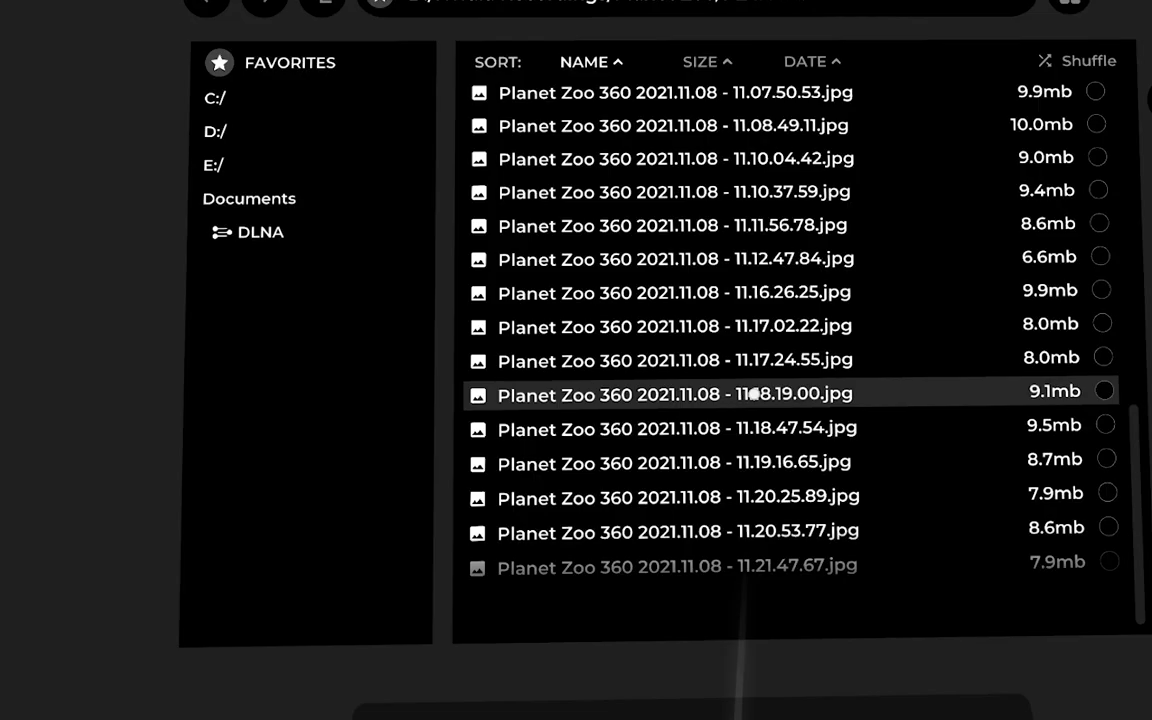 FAVORITES
C:/
D:/
E:/
Documents
DLNA
SORT: NAME SIZE DATE Shuffle
Planet Zoo 360 2021.11.08 - 11.07.50.53.jpg 9.9mb
Planet Zoo 360 2021.11.08 - 11.08.49.11.jpg 10.0mb
Planet Zoo 360 2021.11.08 - 11.10.04.42.jpg 9.0mb
Planet Zoo 360 2021.11.08 - 11.10.37.59.jpg 9.4mb
Planet Zoo 360 2021.11.08 - 11.11.56.78.jpg 8.6mb
Planet Zoo 360 2021.11.08 - 11.12.47.84.jpg 6.6mb
Planet Zoo 360 2021.11.08 - 11.16.26.25.jpg 9.9mb
Planet Zoo 360 2021.11.08 - 11.17.02.22.jpg 8.0mb
Planet Zoo 360 2021.11.08 - 11.17.24.55.jpg 8.0mb
Planet Zoo 360 2021.11.08 - 11.18.19.00.jpg 9.1mb
Planet Zoo 360 2021.11.08 - 11.18.47.54.jpg 9.5mb
Planet Zoo 360 2021.11.08 - 11.19.16.65.jpg 8.7mb
Planet Zoo 360 2021.11.08 - 11.20.25.89.jpg 7.9mb
Planet Zoo 360 2021.11.08 - 11.20.53.77.jpg 8.6mb
Planet Zoo 360 2021.11.08 - 11.21.47.67.jpg 7.9mb